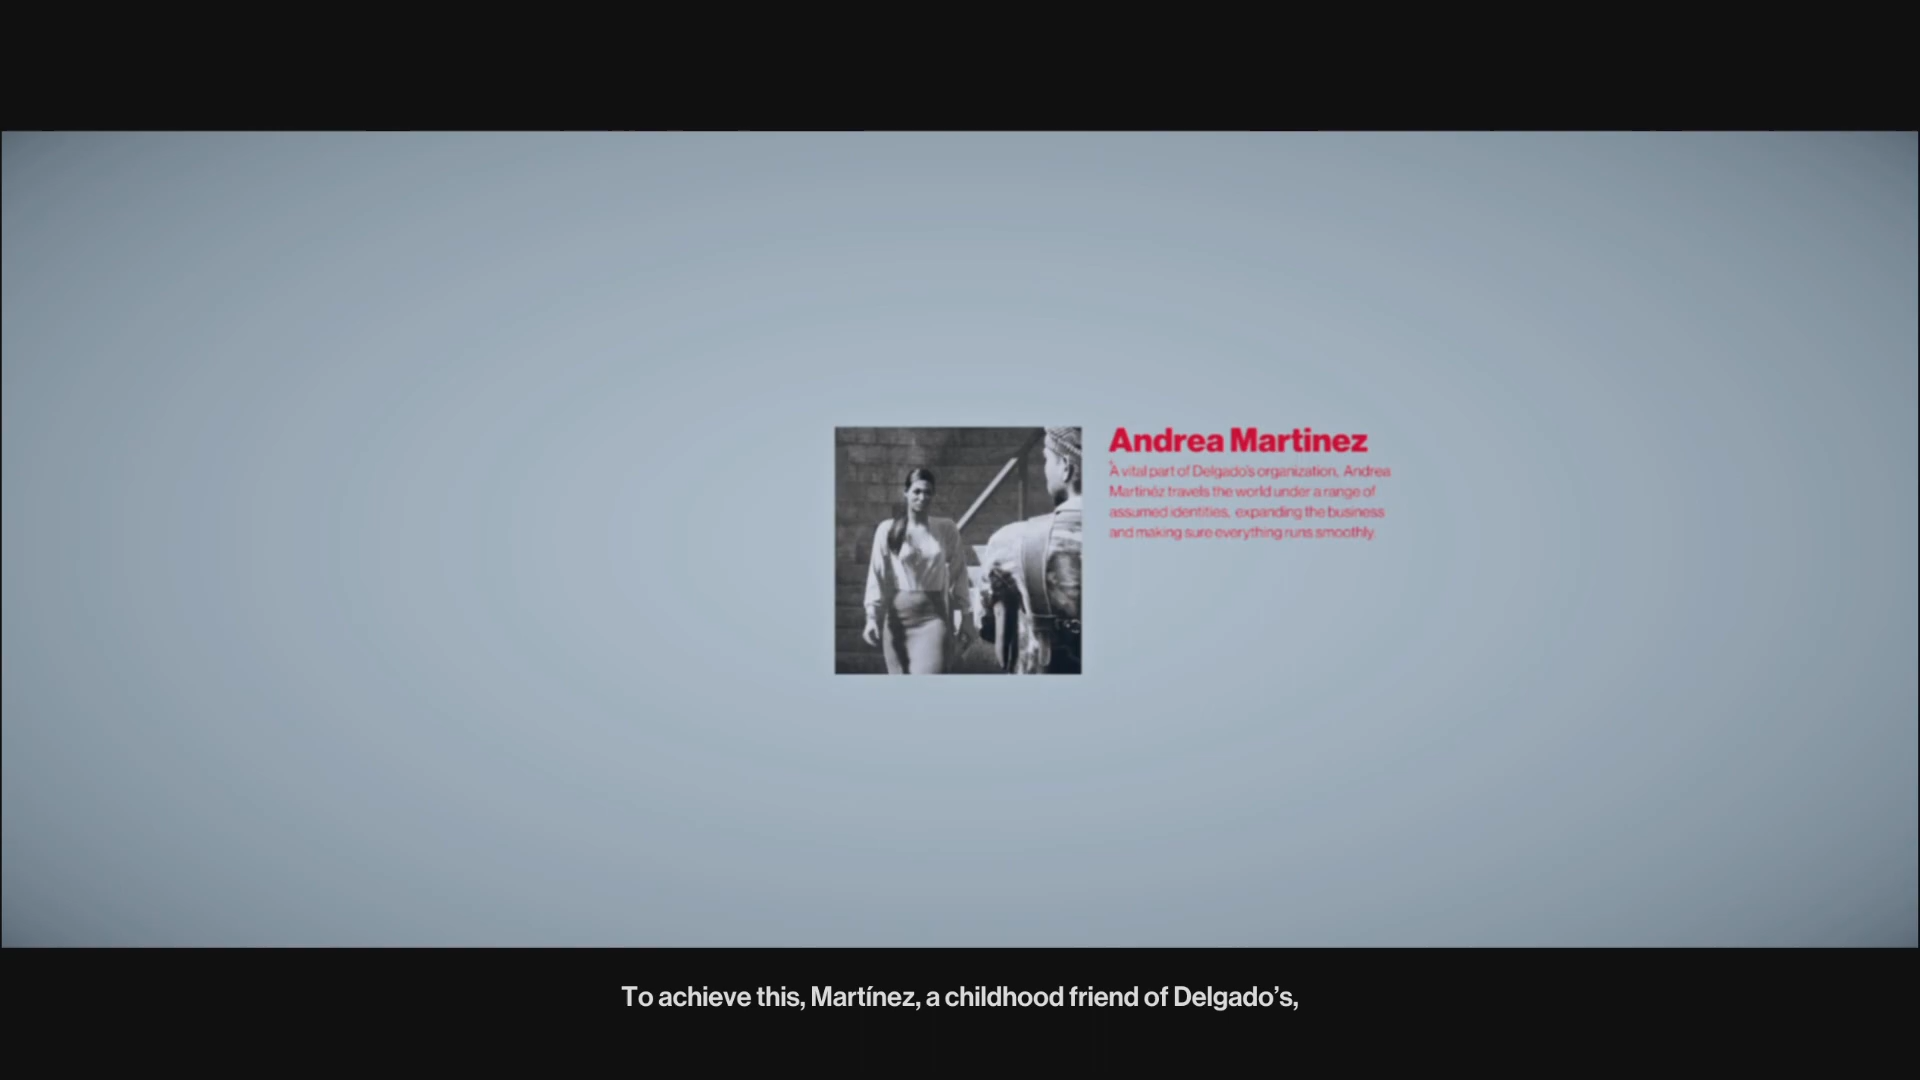 Andrea Martinez
A vital part of Delgado's organization, Andrea
Martinéz travels the world under a range of
assumed identities, expanding the business
and making sure everything runs smoothly.
To achieve this, Martínez, a childhood friend of Delgado’s,